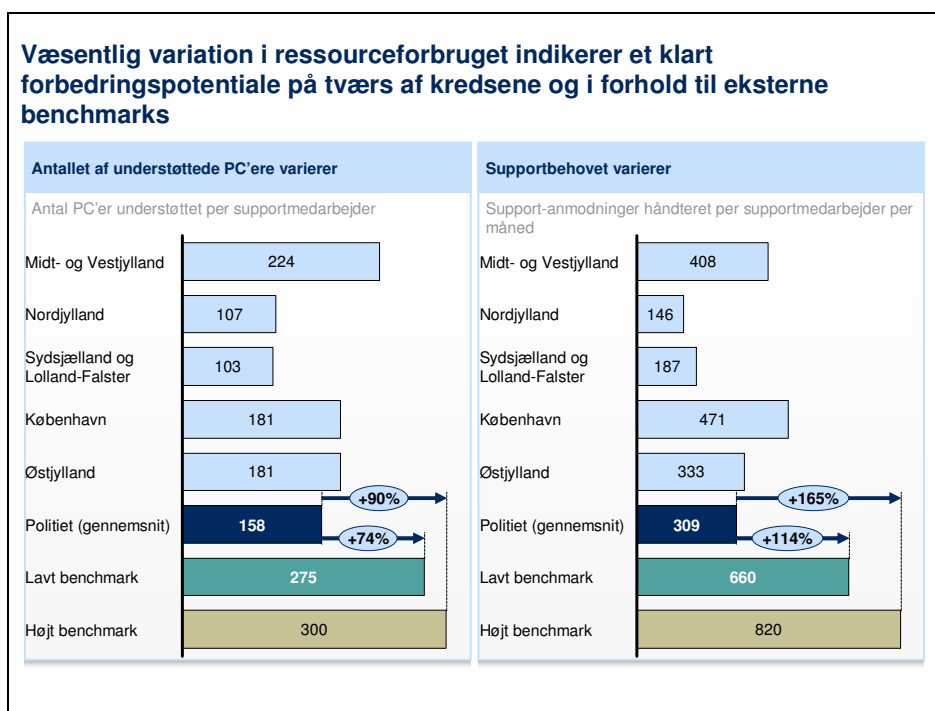 Væsentlig variation i ressourceforbruget indikerer et klart
forbedringspotentiale på tværs af kredsene og i forhold til eksterne
benchmarks
Antallet af understøttede PC’ere varierer
Antal PC’er understøttet per supportmedarbejder
Midt- og Vestjylland
224
Nordjylland
107
Sydsjælland og
Lolland-Falster
103
København
181
Østjylland
181
+90%
Politiet (gennemsnit)
158
+74%
Lavt benchmark
275
Højt benchmark
300
Supportbehovet varierer
Support-anmodninger håndteret per supportmedarbejder per
måned
Midt- og Vestjylland
408
Nordjylland
146
Sydsjælland og
Lolland-Falster
187
København
471
Østjylland
333
+165%
Politiet (gennemsnit)
309
+114%
Lavt benchmark
660
Højt benchmark
820